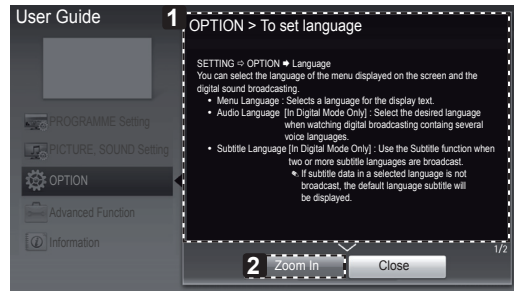 User Guide
1
OPTION > To set language
SETTING ⇨ OPTION ➡ Language
You can select the language of the menu displayed on the screen and the
digital sound broadcasting.
• Menu Language : Selects a language for the display text.
• Audio Language [In Digital Mode Only] : Select the desired language
when watching digital broadcasting containg several
voice languages.
• Subtitle Language [In Digital Mode Only] : Use the Subtitle function when
two or more subtitle languages are broadcast.
If subtitle data in a selected language is not
broadcast, the default language subtitle will
be displayed.
PROGRAMME Setting
PICTURE, SOUND Setting
OPTION
Advanced Function
Information
1/2
2
Zoom In
Close